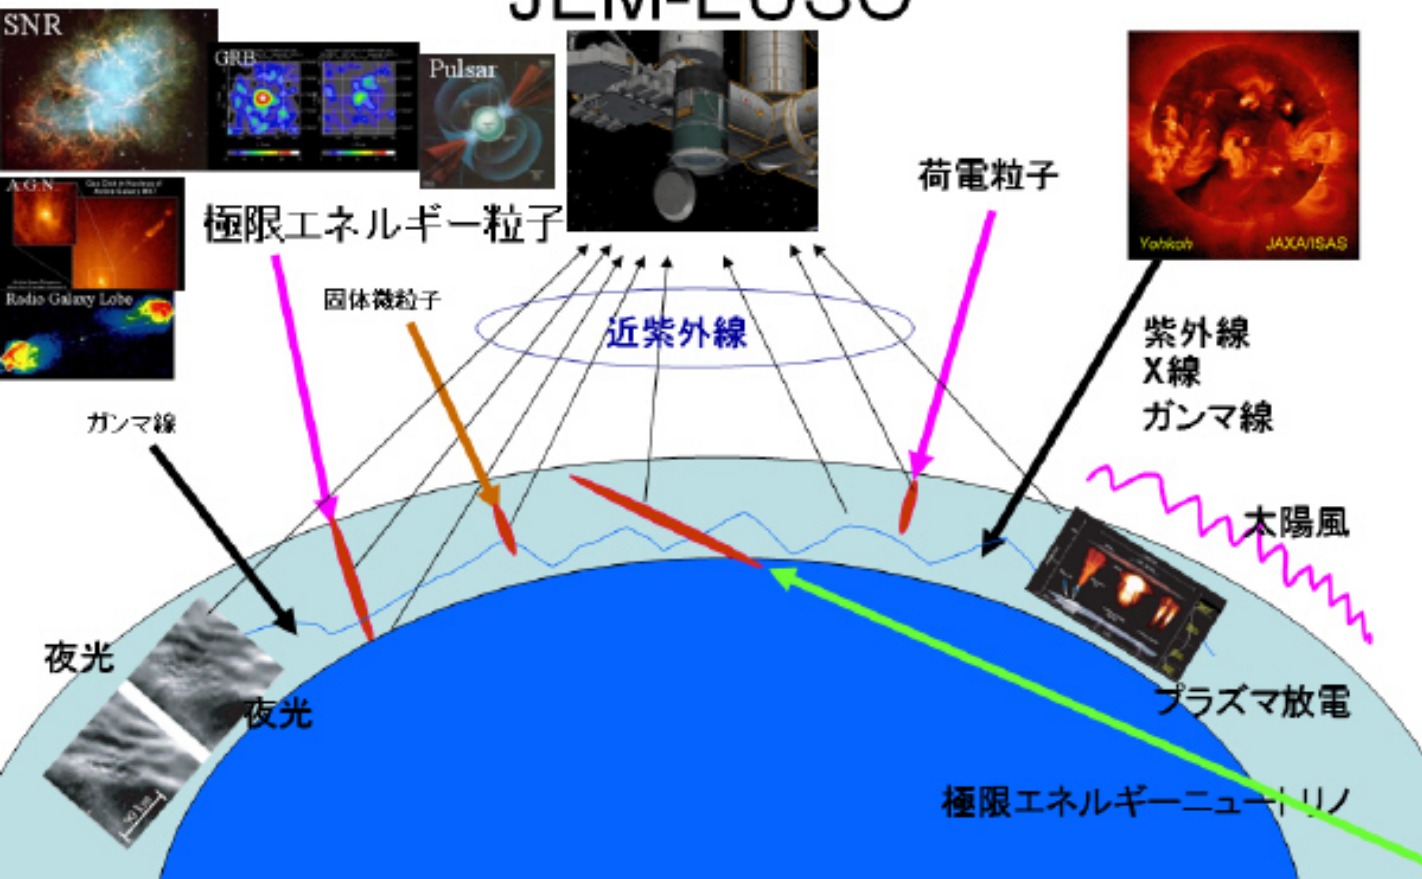 JEM-EUSO
SNR
GRB
Pulsar
A.G.N.
Radio Galaxy Lobe
極限エネルギー粒子
固体微粒子
ガンマ線
近紫外線
荷電粒子
Yohkoh JAXA/ISAS
紫外線
X線
ガンマ線
太陽風
夜光
夜光
プラズマ放電
極限エネルギーニュートリノ